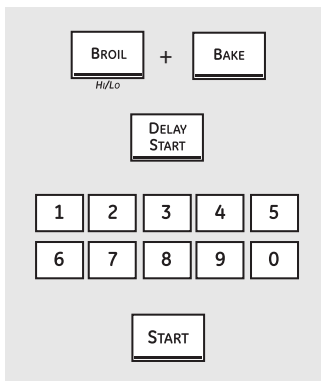 BROIL + BAKE
HI/LO
DELAY
START
1 2 3 4 5
6 7 8 9 0
START